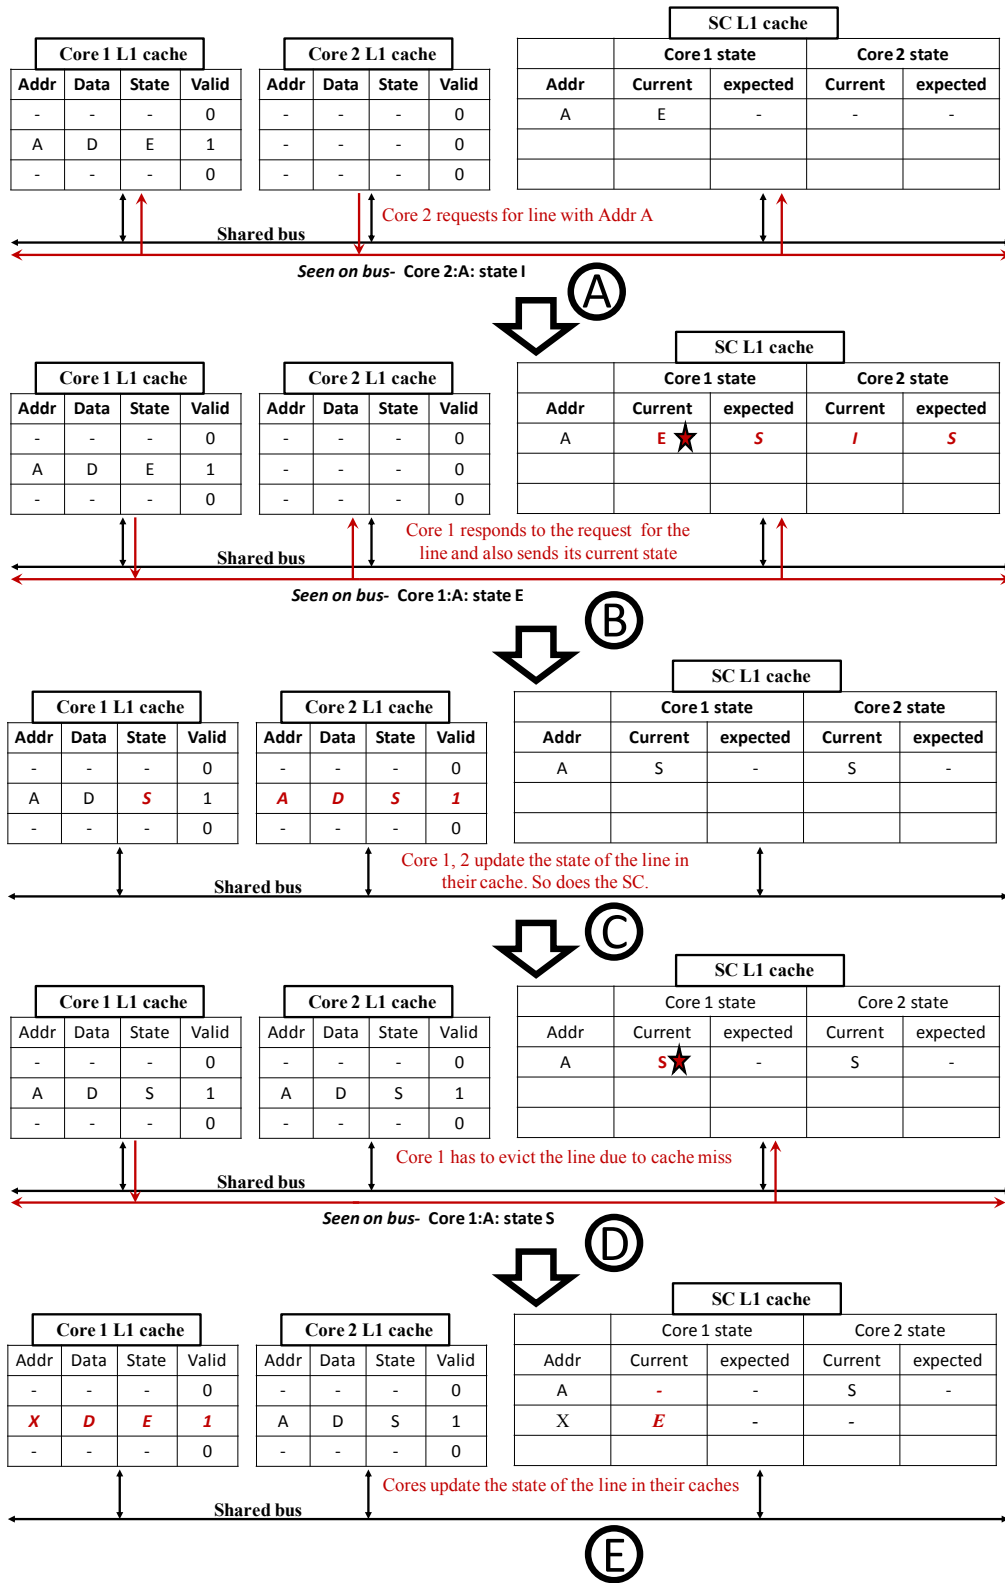 SC L1 cache
Core 1 L1 cache
Core 2 L1 cache
Core 1 state Core 2 state
Addr Data State Valid
Addr Data State Valid
Addr Current expected Current expected
- - - 0
- - - 0
A E - - -
A D E 1
- - - 0
- - - 0
- - - 0
Core 2 requests for line with Addr A
Shared bus
Seen on bus- Core 2:A: state I
A
SC L1 cache
Core 1 L1 cache
Core 2 L1 cache
Core 1 state Core 2 state
Addr Data State Valid
Addr Data State Valid
Addr Current expected Current expected
- - - 0
- - - 0
A E S I S
A D E 1
- - - 0
- - - 0
- - - 0
Core 1 responds to the request for the
line and also sends its current state
Shared bus
Seen on bus- Core 1:A: state E
B
SC L1 cache
Core 1 L1 cache
Core 2 L1 cache
Core 1 state Core 2 state
Addr Data State Valid
Addr Data State Valid
Addr Current expected Current expected
- - - 0
- - - 0
A S - S -
A D S 1
A D S 1
- - - 0
- - - 0
Core 1, 2 update the state of the line in
their cache. So does the SC.
Shared bus
C
SC L1 cache
Core 1 L1 cache
Core 2 L1 cache
Core 1 state Core 2 state
Addr Data State Valid
Addr Data State Valid
Addr Current expected Current expected
- - - 0
- - - 0
A S - S -
A D S 1
A D S 1
- - - 0
- - - 0
Core 1 has to evict the line due to cache miss
Shared bus
Seen on bus- Core 1:A: state S
D
SC L1 cache
Core 1 L1 cache
Core 2 L1 cache
Core 1 state Core 2 state
Addr Data State Valid
Addr Data State Valid
Addr Current expected Current expected
- - - 0
- - - 0
A - - S -
X D E 1
A D S 1
X E - -
- - - 0
- - - 0
Cores update the state of the line in their caches
Shared bus
E